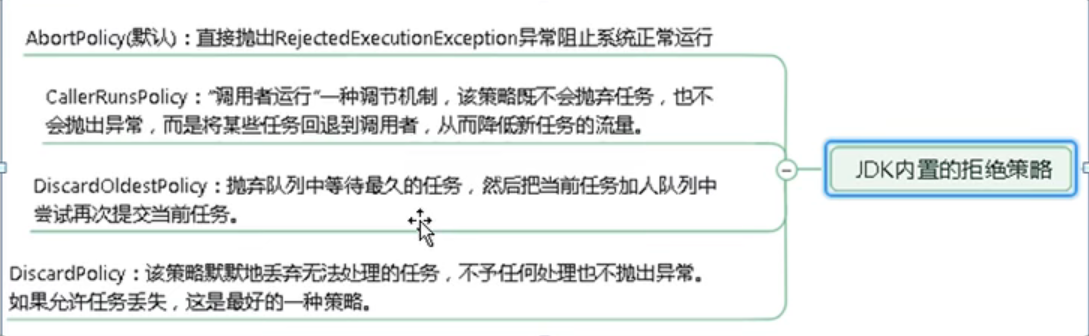 AbortPolicy(默认)：直接抛出RejectedExecutionException异常阻止系统正常运行
CallerRunsPolicy："调用者运行"一种调节机制，该策略既不会抛弃任务，也不
会抛出异常，而是将某些任务回退到调用者，从而降低新任务的流量。
DiscardOldestPolicy：抛弃队列中等待最久的任务，然后把当前任务加人队列中
尝试再次提交当前任务。
DiscardPolicy：该策略默默地丢弃无法处理的任务，不予任何处理也不抛出异常。
如果允许任务丢失，这是最好的一种策略。
JDK内置的拒绝策略